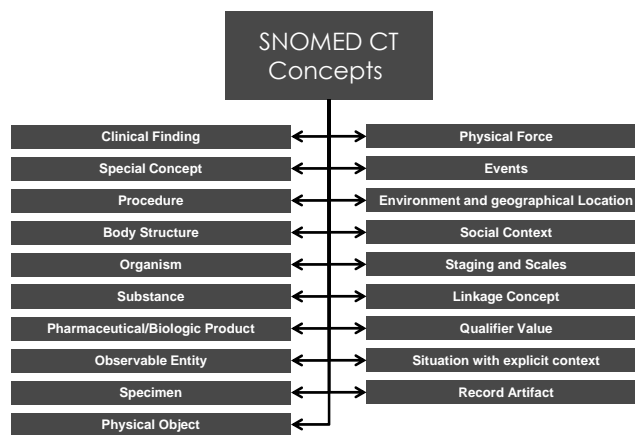 SNOMED CT
Concepts
Clinical Finding
Special Concept
Procedure
Body Structure
Organism
Substance
Pharmaceutical/Biologic Product
Observable Entity
Specimen
Physical Object
Physical Force
Events
Environment and geographical Location
Social Context
Staging and Scales
Linkage Concept
Qualifier Value
Situation with explicit context
Record Artifact